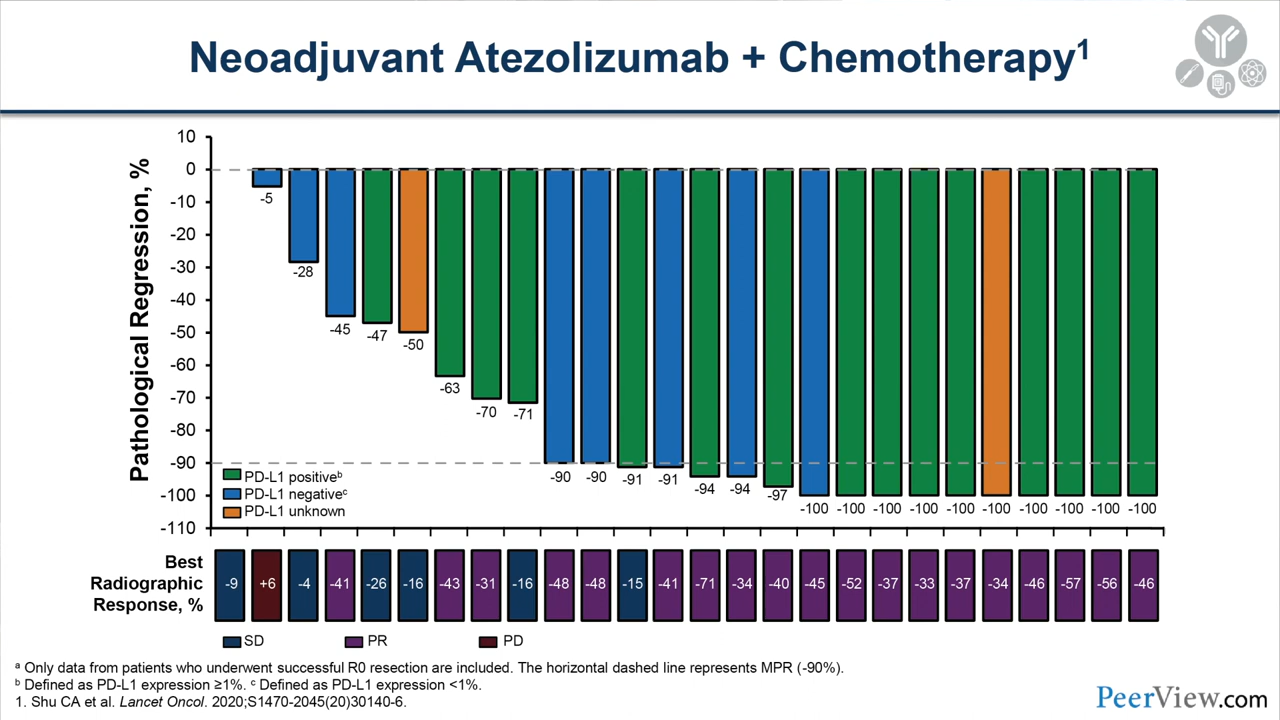 Neoadjuvant Atezolizumab + Chemotherapy1
Pathological Regression, %
10
0
-10
-20
-30
-40
-50
-60
-70
-80
-90
-100
-110
-5
-28
-45
-47
-50
-63
-70
-71
-90 -90 -91 -91 -94 -94 -97 -100 -100 -100 -100 -100 -100 -100 -100 -100 -100
PD-L1 positiveb
PD-L1 negativec
PD-L1 unknown
Best Radiographic Response, %
-9 +6 -4 -41 -26 -16 -43 -31 -16 -48 -48 -15 -41 -71 -34 -40 -45 -52 -37 -33 -37 -34 -46 -57 -56 -46
SD PR PD
a Only data from patients who underwent successful R0 resection are included. The horizontal dashed line represents MPR (-90%).
b Defined as PD-L1 expression ≥1%. c Defined as PD-L1 expression <1%.
1. Shu CA et al. Lancet Oncol. 2020;S1470-2045(20)30140-6.
PeerView.com